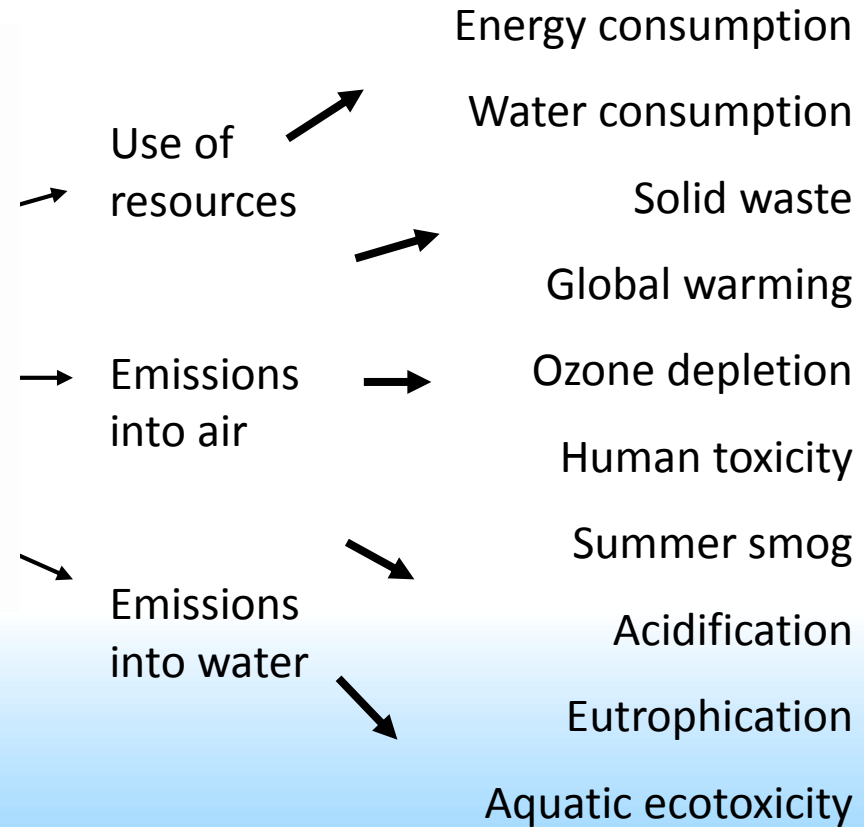 Use of
resources
Emissions
into air
Emissions
into water
Energy consumption
Water consumption
Solid waste
Global warming
Ozone depletion
Human toxicity
Summer smog
Acidification
Eutrophication
Aquatic ecotoxicity